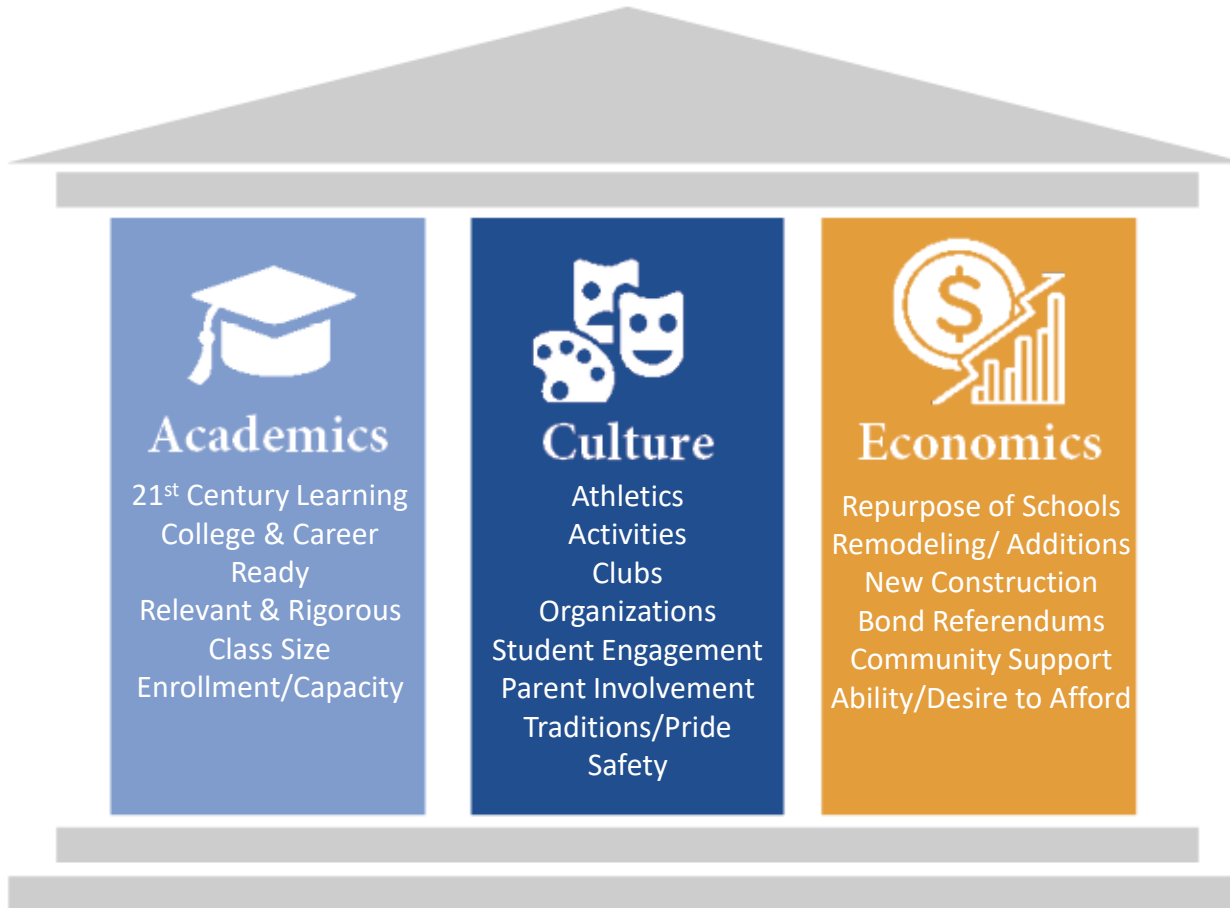 Academics
21st Century Learning
College & Career
Ready
Relevant & Rigorous
Class Size
Enrollment/Capacity
Culture
Athletics
Activities
Clubs
Organizations
Student Engagement
Parent Involvement
Traditions/Pride
Safety
$
Economics
Repurpose of Schools
Remodeling/ Additions
New Construction
Bond Referendums
Community Support
Ability/Desire to Afford